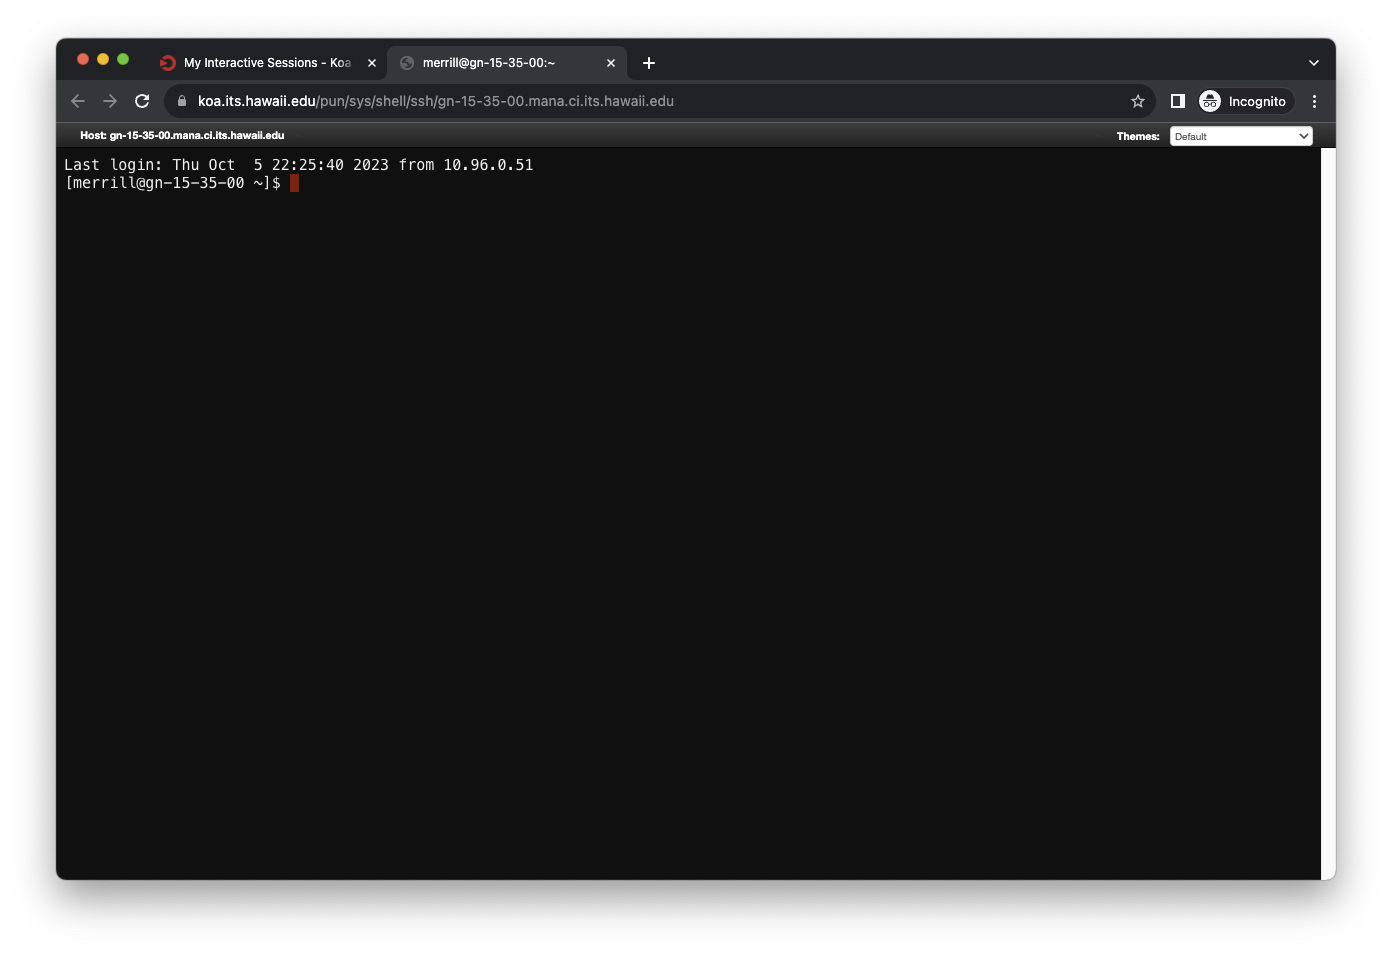 My Interactive Sessions - Koa
merrill@gn-15-35-00:~
koa.its.hawaii.edu/pun/sys/shell/ssh/gn-15-35-00.mana.ci.its.hawaii.edu
Incognito
Host: gn-15-35-00.mana.ci.its.hawaii.edu
Themes: Default
Last login: Thu Oct  5 22:25:40 2023 from 10.96.0.51
[merrill@gn-15-35-00 ~]$